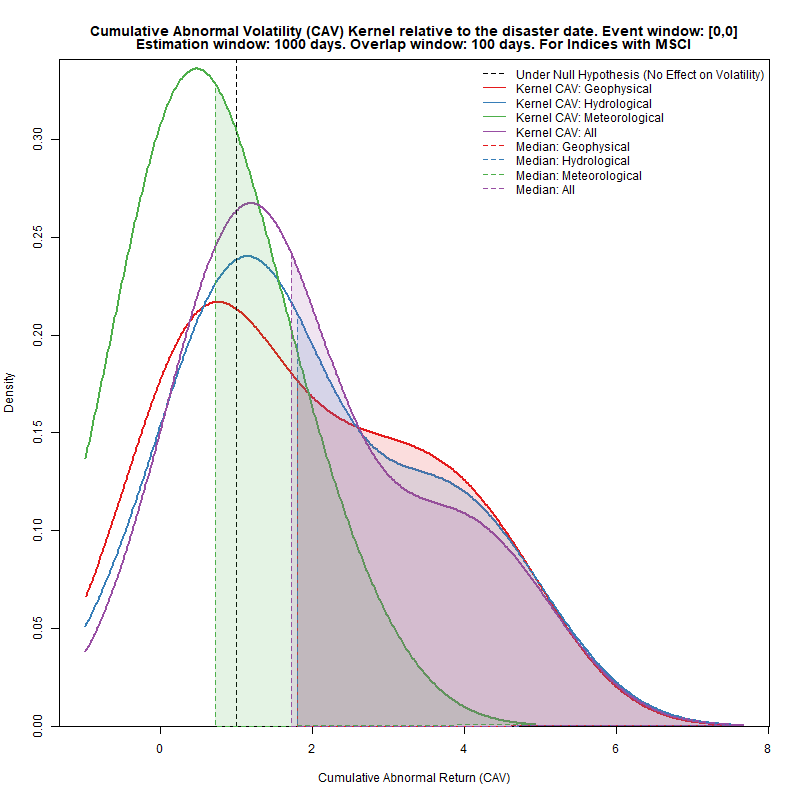 Cumulative Abnormal Volatility (CAV) Kernel relative to the disaster date. Event window: [0,0]
Estimation window: 1000 days. Overlap window: 100 days. For Indices with MSCI
Under Null Hypothesis (No Effect on Volatility)
Kernel CAV: Geophysical
Kernel CAV: Hydrological
Kernel CAV: Meteorological
Kernel CAV: All
Median: Geophysical
Median: Hydrological
Median: Meteorological
Median: All
Density
0.30
0.25
0.20
0.15
0.10
0.05
0.00
0 2 4 6 8
Cumulative Abnormal Return (CAV)